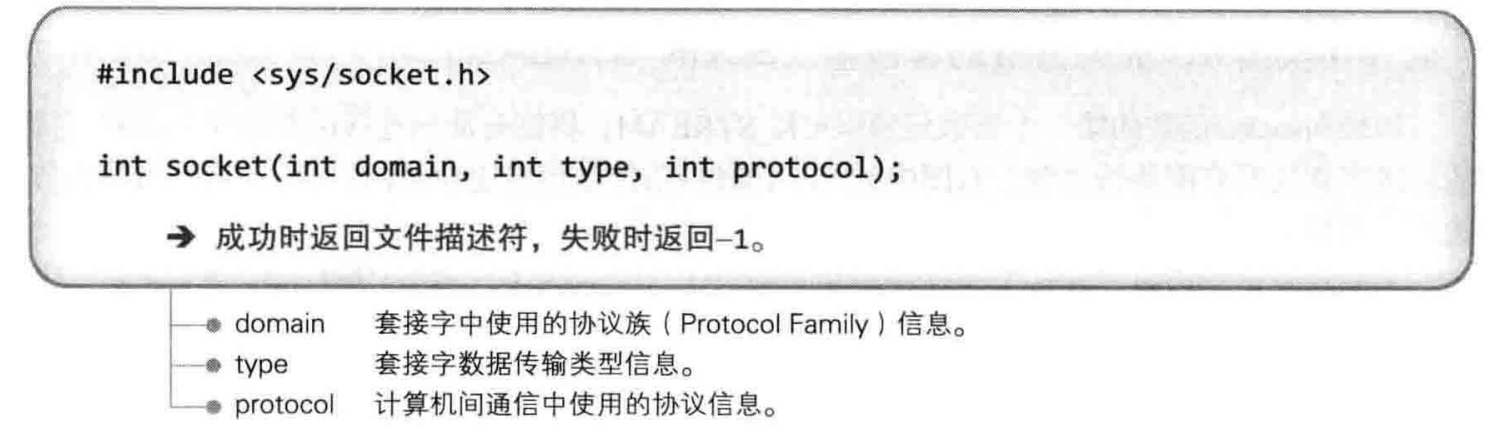 #include <sys/socket.h>
int socket(int domain, int type, int protocol);
➔ 成功时返回文件描述符，失败时返回–1。
domain 套接字中使用的协议族（Protocol Family）信息。
type 套接字数据传输类型信息。
protocol 计算机间通信中使用的协议信息。